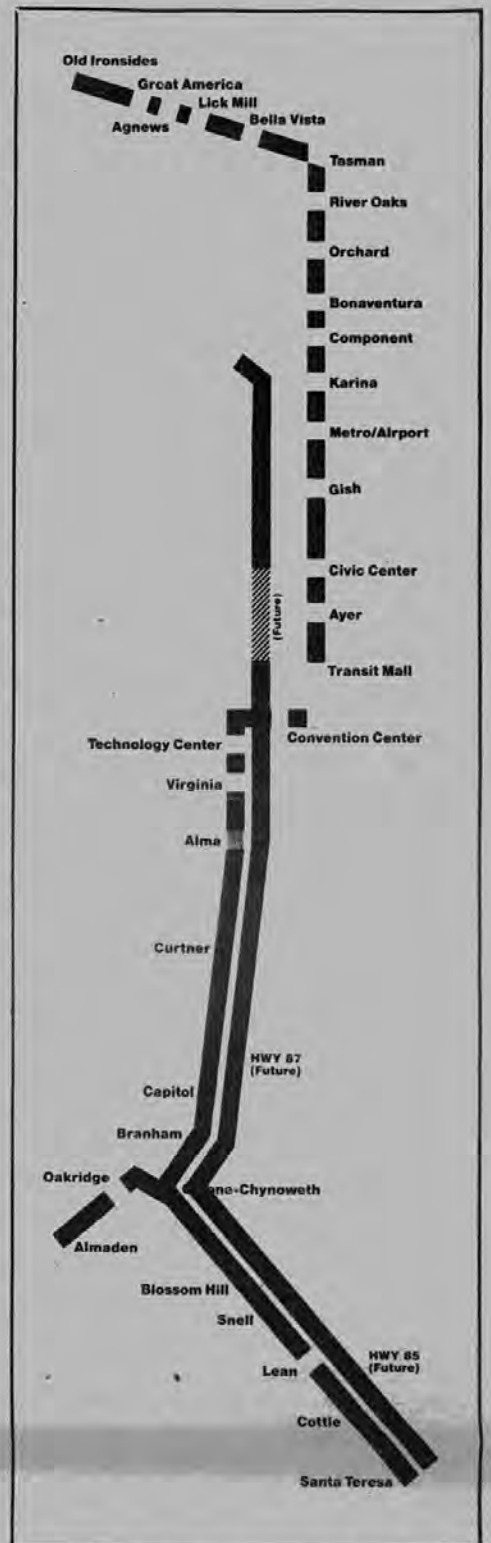 Old Ironsides
Great America
Lick Mill
Agnews
Bella Vista
Tasman
River Oaks
Orchard
Bonaventura
Component
Karina
Metro/Airport
Gish
Civic Center
(Future)
Ayer
Transit Mall
Technology Center
Convention Center
Virginia
Alma
Curtner
HWY 87
(Future)
Capitol
Branham
Oakridge
one-Chynoweth
Almaden
Blossom Hill
Snell
HWY 85
(Future)
Lean
Cottle
Santa Teresa